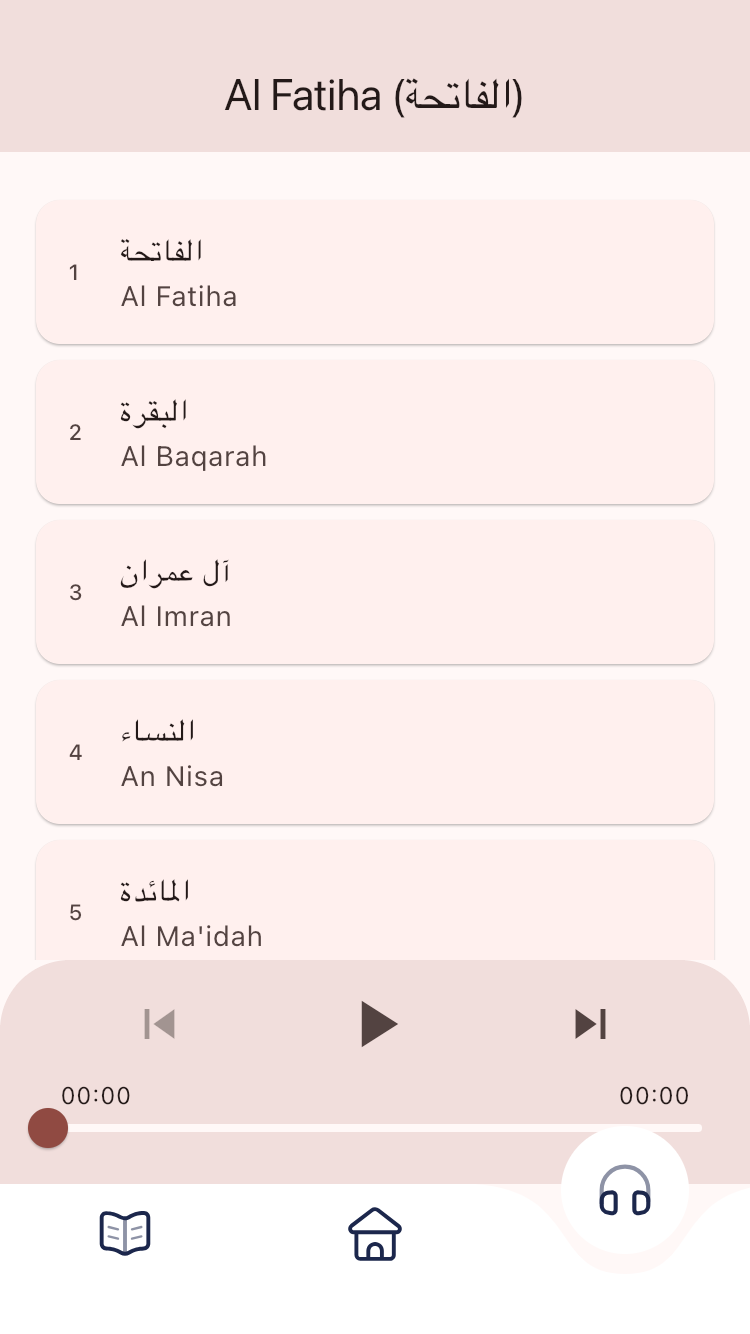 Al Fatiha (الفاتحة)
1
الفاتحة
Al Fatiha
2
البقرة
Al Baqarah
3
آل عمران
Al Imran
4
النساء
An Nisa
5
المائدة
Al Ma'idah
00:00
00:00